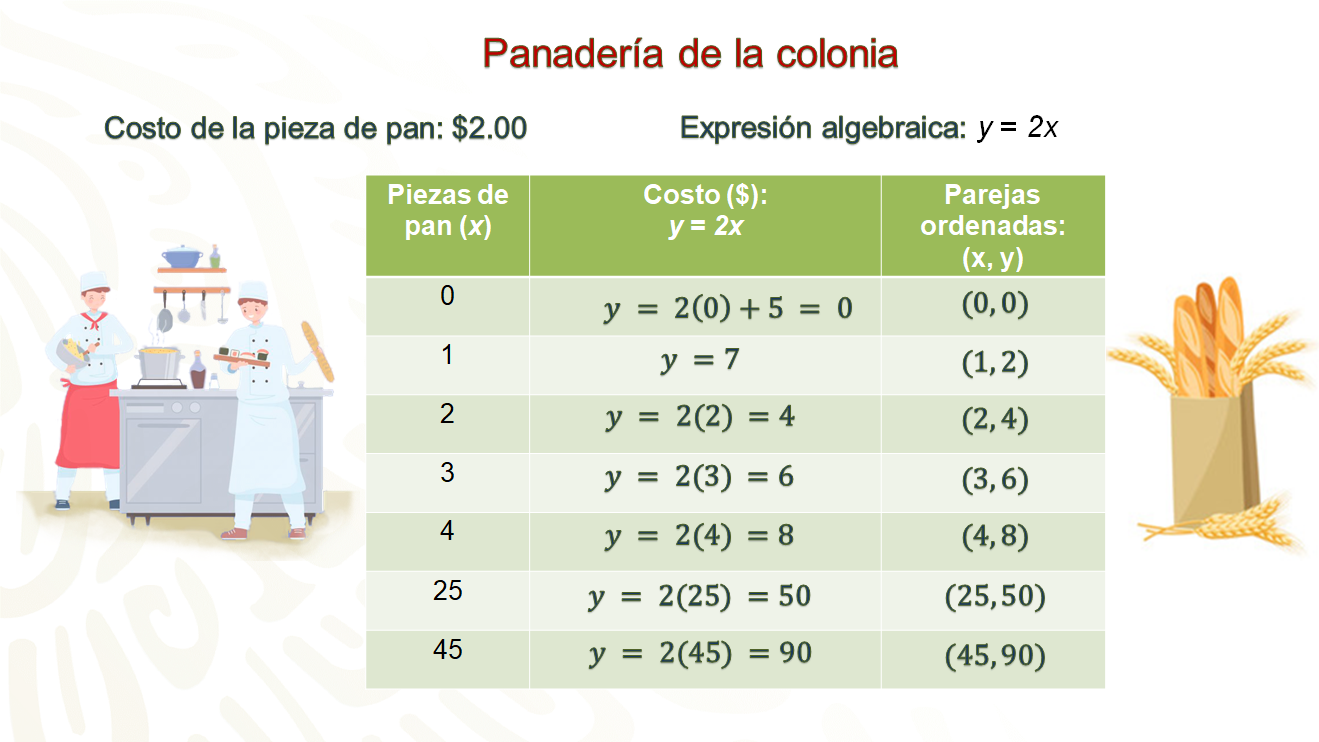 Panadería de la colonia
Costo de la pieza de pan: $2.00
Expresión algebraica: y = 2x
Piezas de pan (x)
Costo ($): y = 2x
Parejas ordenadas: (x, y)
0
y = 2(0) + 5 = 0
(0, 0)
1
y = 7
(1, 2)
2
y = 2(2) = 4
(2, 4)
3
y = 2(3) = 6
(3, 6)
4
y = 2(4) = 8
(4, 8)
25
y = 2(25) = 50
(25, 50)
45
y = 2(45) = 90
(45, 90)